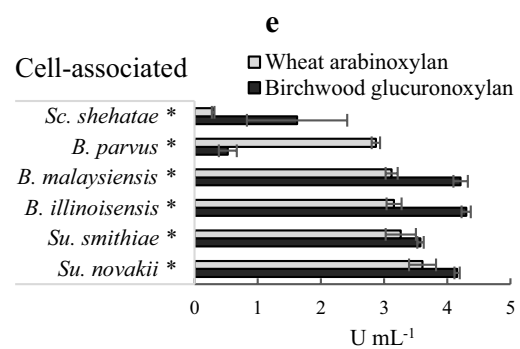 e
Cell-associated
Wheat arabinoxylan
Birchwood glucuronoxylan
Sc. shehatae *
B. parvus *
B. malaysiensis *
B. illinoisensis *
Su. smithiae *
Su. novakii *
0 1 2 3 4 5
U mL⁻¹